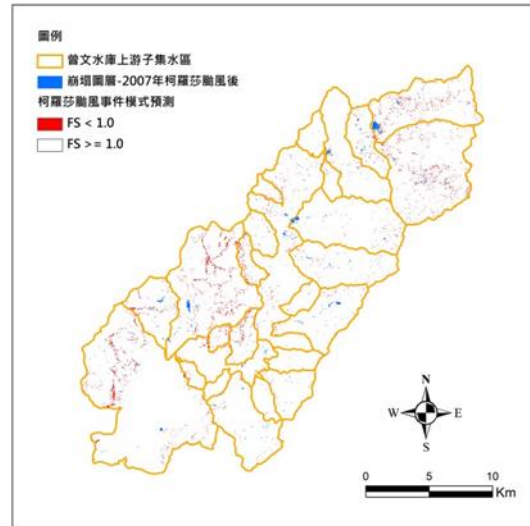 圖例
曾文水庫上游子集水區
崩塌圖層-2007年柯羅莎颱風後
柯羅莎颱風事件模式預測
FS < 1.0
FS >= 1.0
N
W E
S
0 5 10
Km